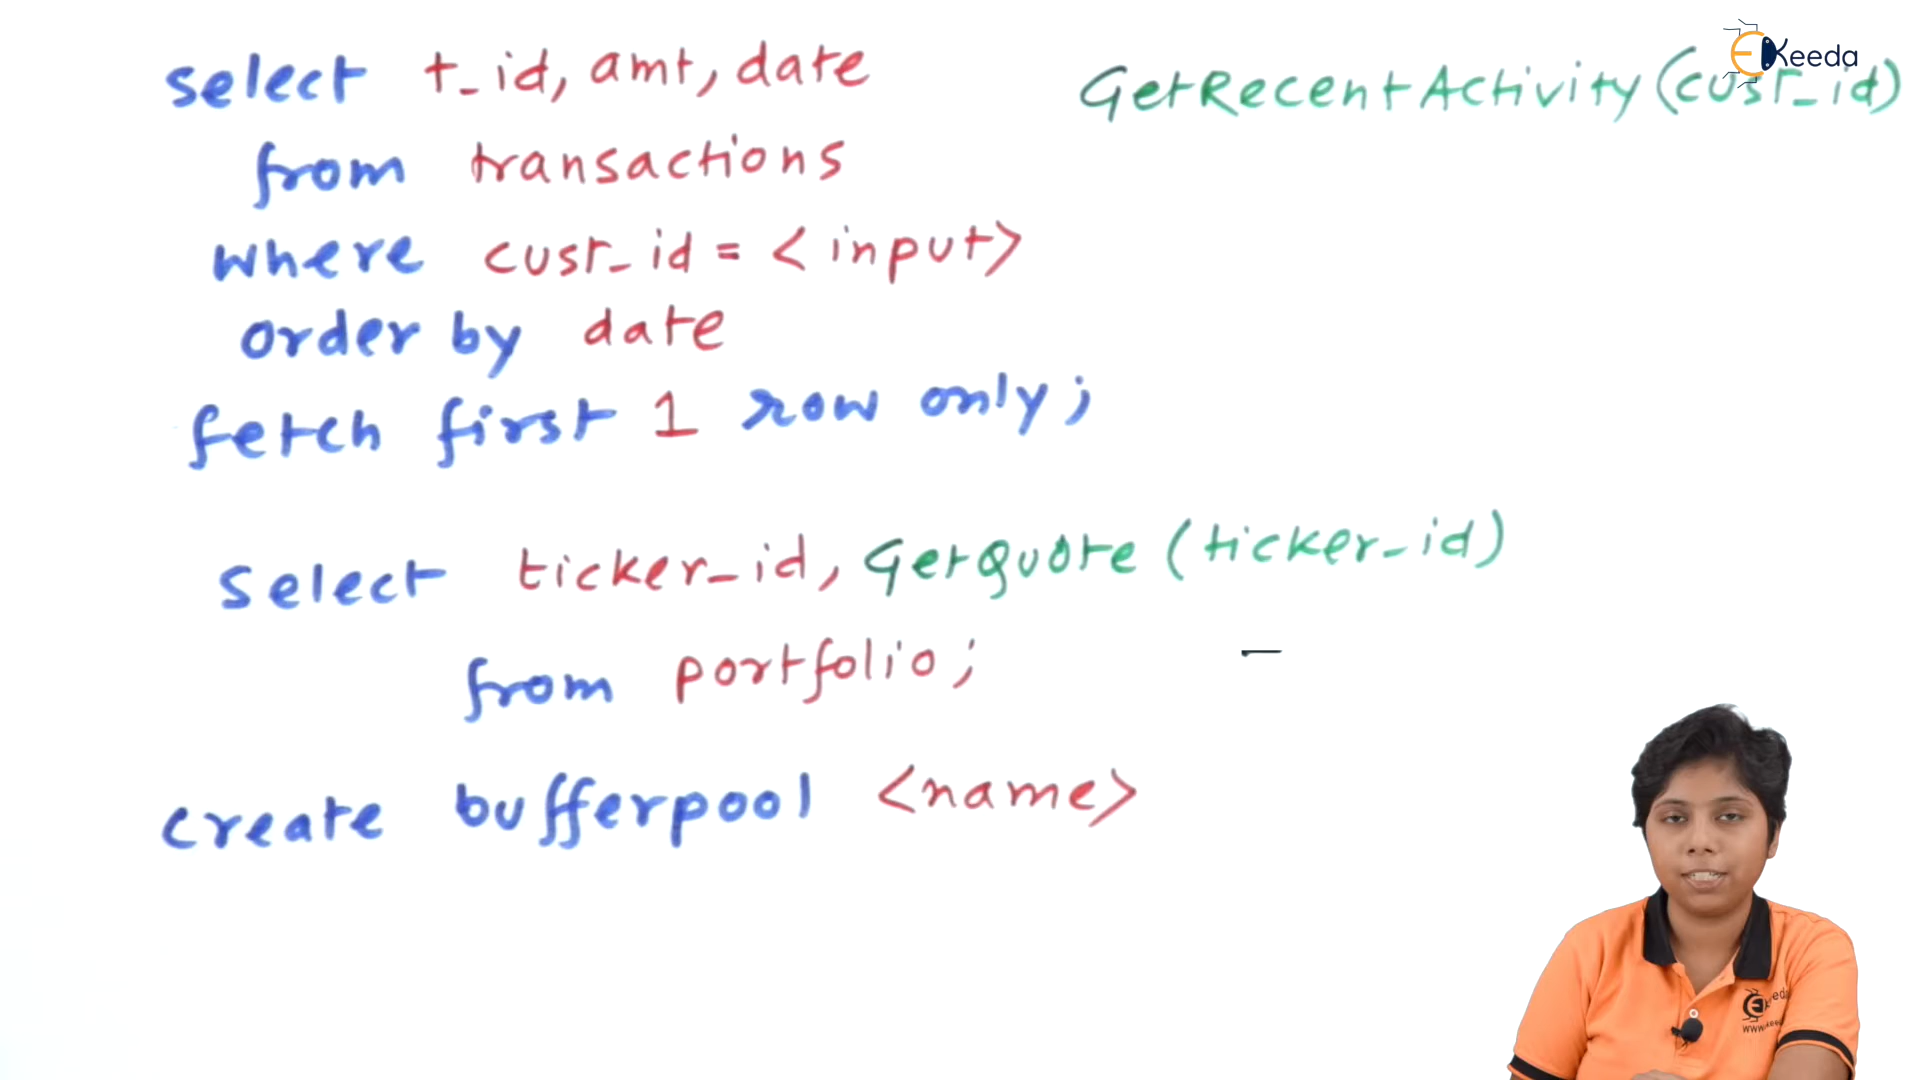 select t_id, amt, date
from transactions
where cust_id = <input>
order by date
fetch first 1 row only;
GetRecentActivity(cust_id)
EKeeda
select ticker_id, GetQuote (ticker_id)
from portfolio;
create bufferpool <name>